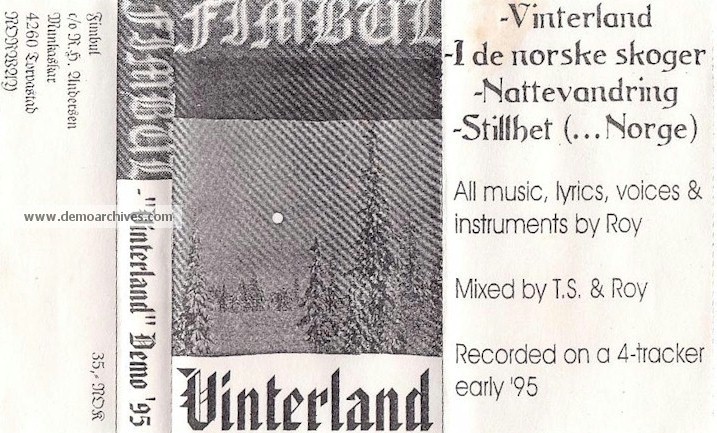 Fimbul
c/o R.H. Andersen
Munkaskar
4260 Torvastad
NORWAY
35,- NOK
FIMBUL
- "Vinterland" Demo '95
FIMBUL
Vinterland
-Vinterland
-I de norske skoger
-Nattevandring
-Stillhet (...Norge)
All music, lyrics, voices &
instruments by Roy
Mixed by T.S. & Roy
Recorded on a 4-tracker
early '95
www.demoarchives.com